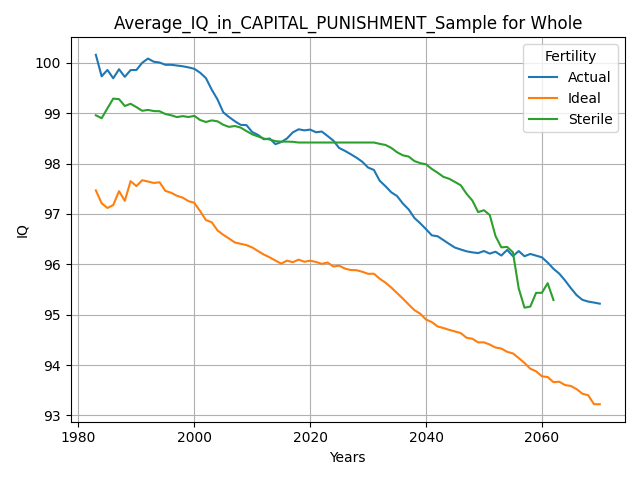 Average_IQ_in_CAPITAL_PUNISHMENT_Sample for Whole
Fertility
Actual
Ideal
Sterile
IQ
100
99
98
97
96
95
94
93
1980
2000
2020
2040
2060
Years